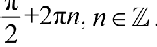 π/2 + 2πn, n ∈ ℤ.